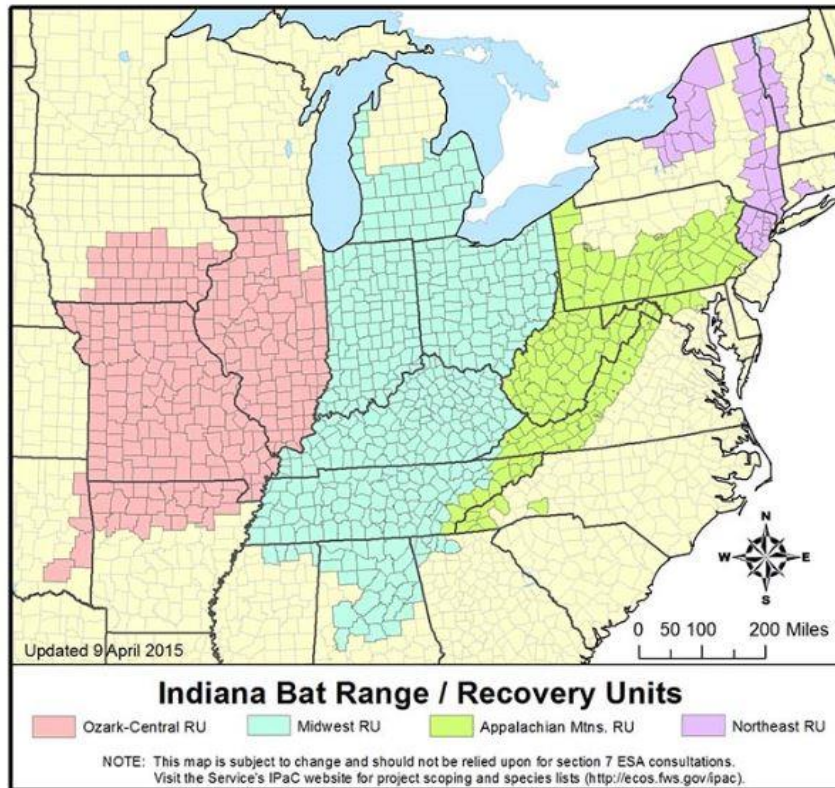 N
W E
S
0 50 100 200 Miles
Updated 9 April 2015
Indiana Bat Range / Recovery Units
Ozark-Central RU Midwest RU Appalachian Mtns. RU Northeast RU
NOTE: This map is subject to change and should not be relied upon for section 7 ESA consultations.
Visit the Service's IPaC website for project scoping and species lists (http://ecos.fws.gov/ipac).